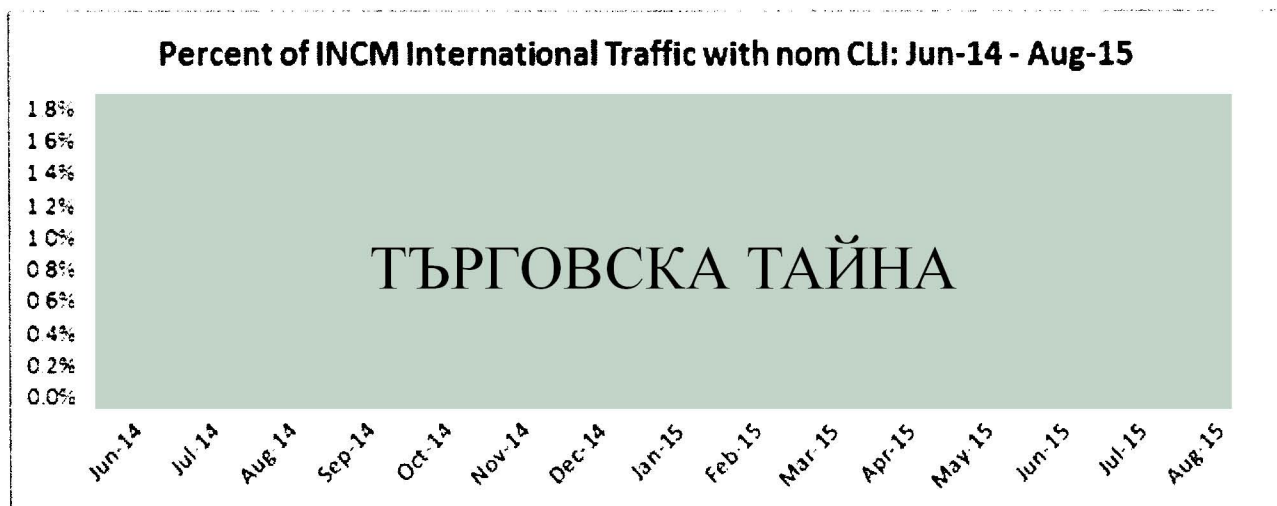 Percent of INCM International Traffic with nom CLI: Jun-14 - Aug-15
1.8%
1.6%
1.4%
1.2%
1.0%
0.8%
0.6%
0.4%
0.2%
0.0%
ТЪРГОВСКА ТАЙНА
Jun-14
Jul-14
Aug-14
Sep-14
Oct-14
Nov-14
Dec-14
Jan-15
Feb-15
Mar-15
Apr-15
May-15
Jun-15
Jul-15
Aug-15